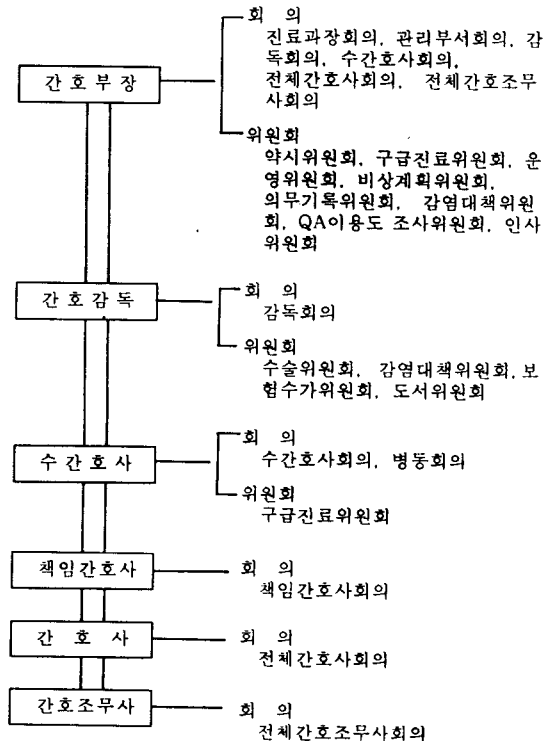 회 의
진료과장회의, 관리부서회의, 감
독회의, 수간호사회의,
전체간호사회의, 전체간호조무
사회의
간호부장
위원회
약시위원회, 구급진료위원회, 운
영위원회, 비상계획위원회,
의무기록위원회, 감염대책위원
회, QA이용도 조사위원회, 인사
위원회
간호감독
회 의
감독회의
위원회
수술위원회, 감염대책위원회, 보
험수가위원회, 도서위원회
수간호사
회 의
수간호사회의, 병동회의
위원회
구급진료위원회
책임간호사
회 의
책임간호사회의
간 호 사
회 의
전체간호사회의
간호조무사
회 의
전체간호조무사회의